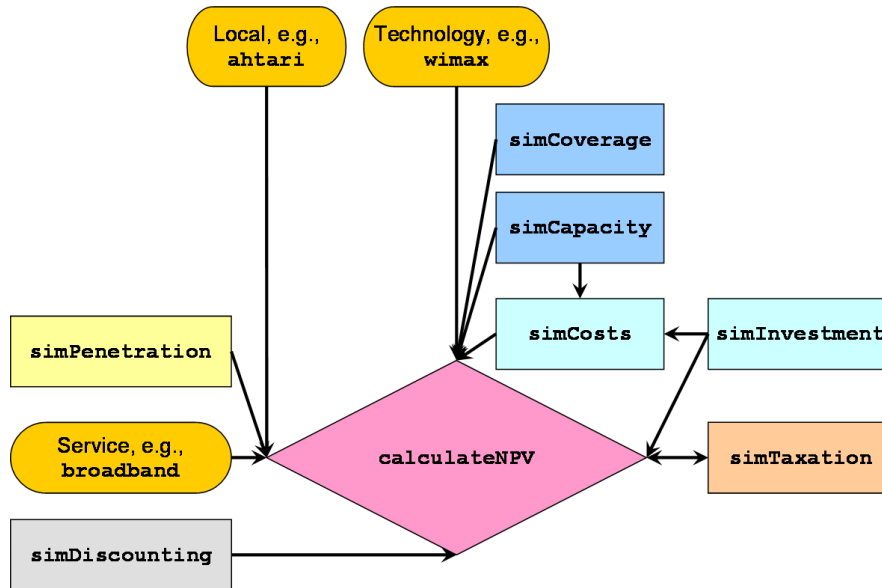 Local, e.g.,
ahtari
Technology, e.g.,
wimax
simCoverage
simCapacity
simPenetration
simCosts
simInvestment
Service, e.g.,
broadband
calculateNPV
simTaxation
simDiscounting